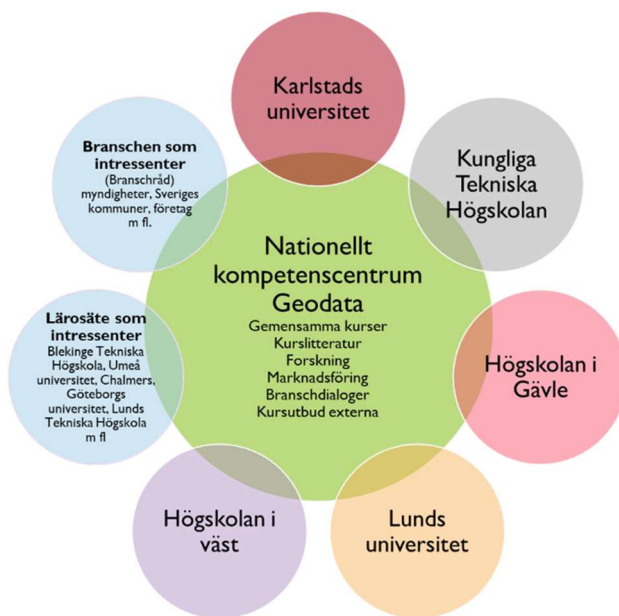 Karlstads
universitet
Branschen som
intressenter
(Branschråd)
myndigheter, Sveriges
kommuner, företag
m fl.
Kungliga
Tekniska
Högskolan
Nationellt
kompetenscentrum
Geodata
Gemensamma kurser
Kurslitteratur
Forskning
Marknadsföring
Branschdialoger
Kursutbud externa
Lärosäte som
intressenter
Blekinge Tekniska
Högskola, Umeå
universitet, Chalmers,
Göteborgs
universitet, Lunds
Tekniska Högskola
m fl
Högskolan i
Gävle
Högskolan i
väst
Lunds
universitet